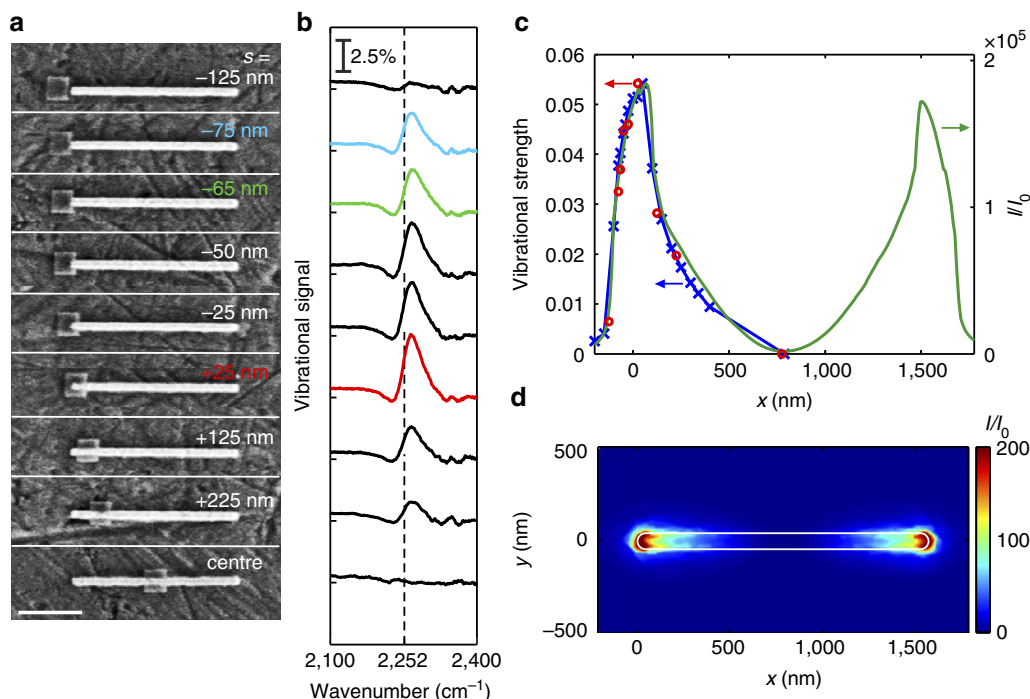 a
s =
–125 nm
–75 nm
–65 nm
–50 nm
–25 nm
+25 nm
+125 nm
+225 nm
centre
b
2.5%
Vibrational signal
2,100
2,252
2,400
Wavenumber (cm⁻¹)
c
×10⁵
0.06
0.05
0.04
0.03
0.02
0.01
0
Vibrational strength
2
1
0
I/I₀
0
500
1,000
1,500
x (nm)
d
I/I₀
500
0
–500
y (nm)
200
100
0
0
500
1,000
1,500
x (nm)